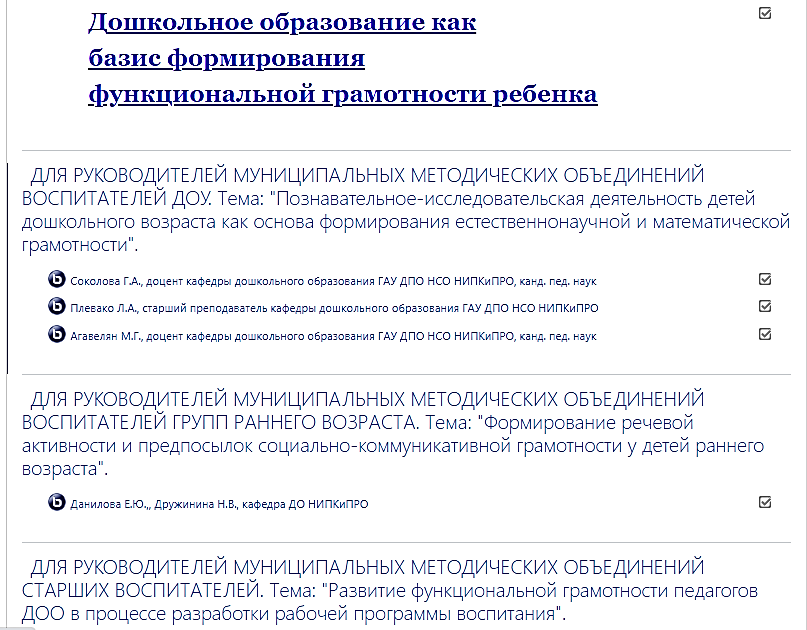 Дошкольное образование как
базис формирования
функциональной грамотности ребенка
ДЛЯ РУКОВОДИТЕЛЕЙ МУНИЦИПАЛЬНЫХ МЕТОДИЧЕСКИХ ОБЪЕДИНЕНИЙ
ВОСПИТАТЕЛЕЙ ДОУ. Тема: "Познавательное-исследовательская деятельность детей
дошкольного возраста как основа формирования естественнонаучной и математической
грамотности".
Соколова Г.А., доцент кафедры дошкольного образования ГАУ ДПО НСО НИПКиПРО, канд. пед. наук
Плевако Л.А., старший преподаватель кафедры дошкольного образования ГАУ ДПО НСО НИПКиПРО
Агавелян М.Г., доцент кафедры дошкольного образования ГАУ ДПО НСО НИПКиПРО, канд. пед. наук
ДЛЯ РУКОВОДИТЕЛЕЙ МУНИЦИПАЛЬНЫХ МЕТОДИЧЕСКИХ ОБЪЕДИНЕНИЙ
ВОСПИТАТЕЛЕЙ ГРУПП РАННЕГО ВОЗРАСТА. Тема: "Формирование речевой
активности и предпосылок социально-коммуникативной грамотности у детей раннего
возраста".
Данилова Е.Ю.,, Дружинина Н.В., кафедра ДО НИПКиПРО
ДЛЯ РУКОВОДИТЕЛЕЙ МУНИЦИПАЛЬНЫХ МЕТОДИЧЕСКИХ ОБЪЕДИНЕНИЙ
СТАРШИХ ВОСПИТАТЕЛЕЙ. Тема: "Развитие функциональной грамотности педагогов
ДОО в процессе разработки рабочей программы воспитания".